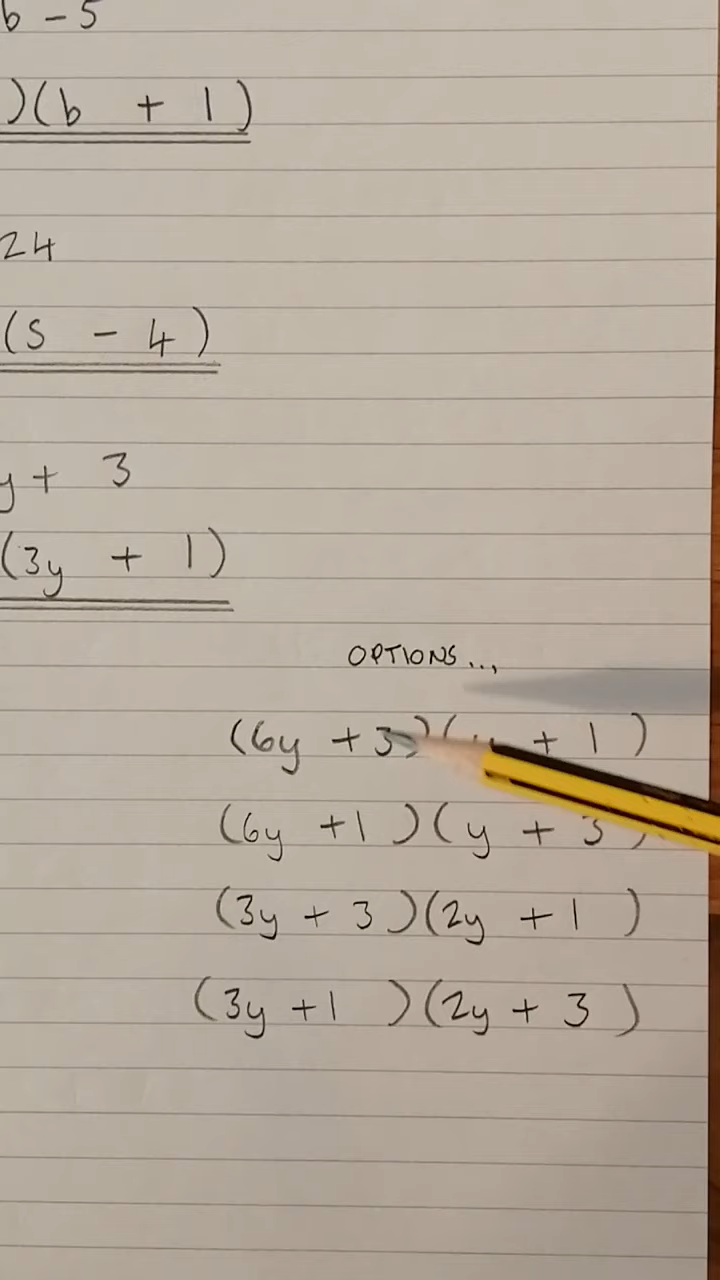 b - 5
)(b + 1)
24
(s - 4)
y + 3
(3y + 1)
OPTIONS...
(6y + 3)( + 1)
(6y + 1)(y + 3)
(3y + 3)(2y + 1)
(3y + 1)(2y + 3)